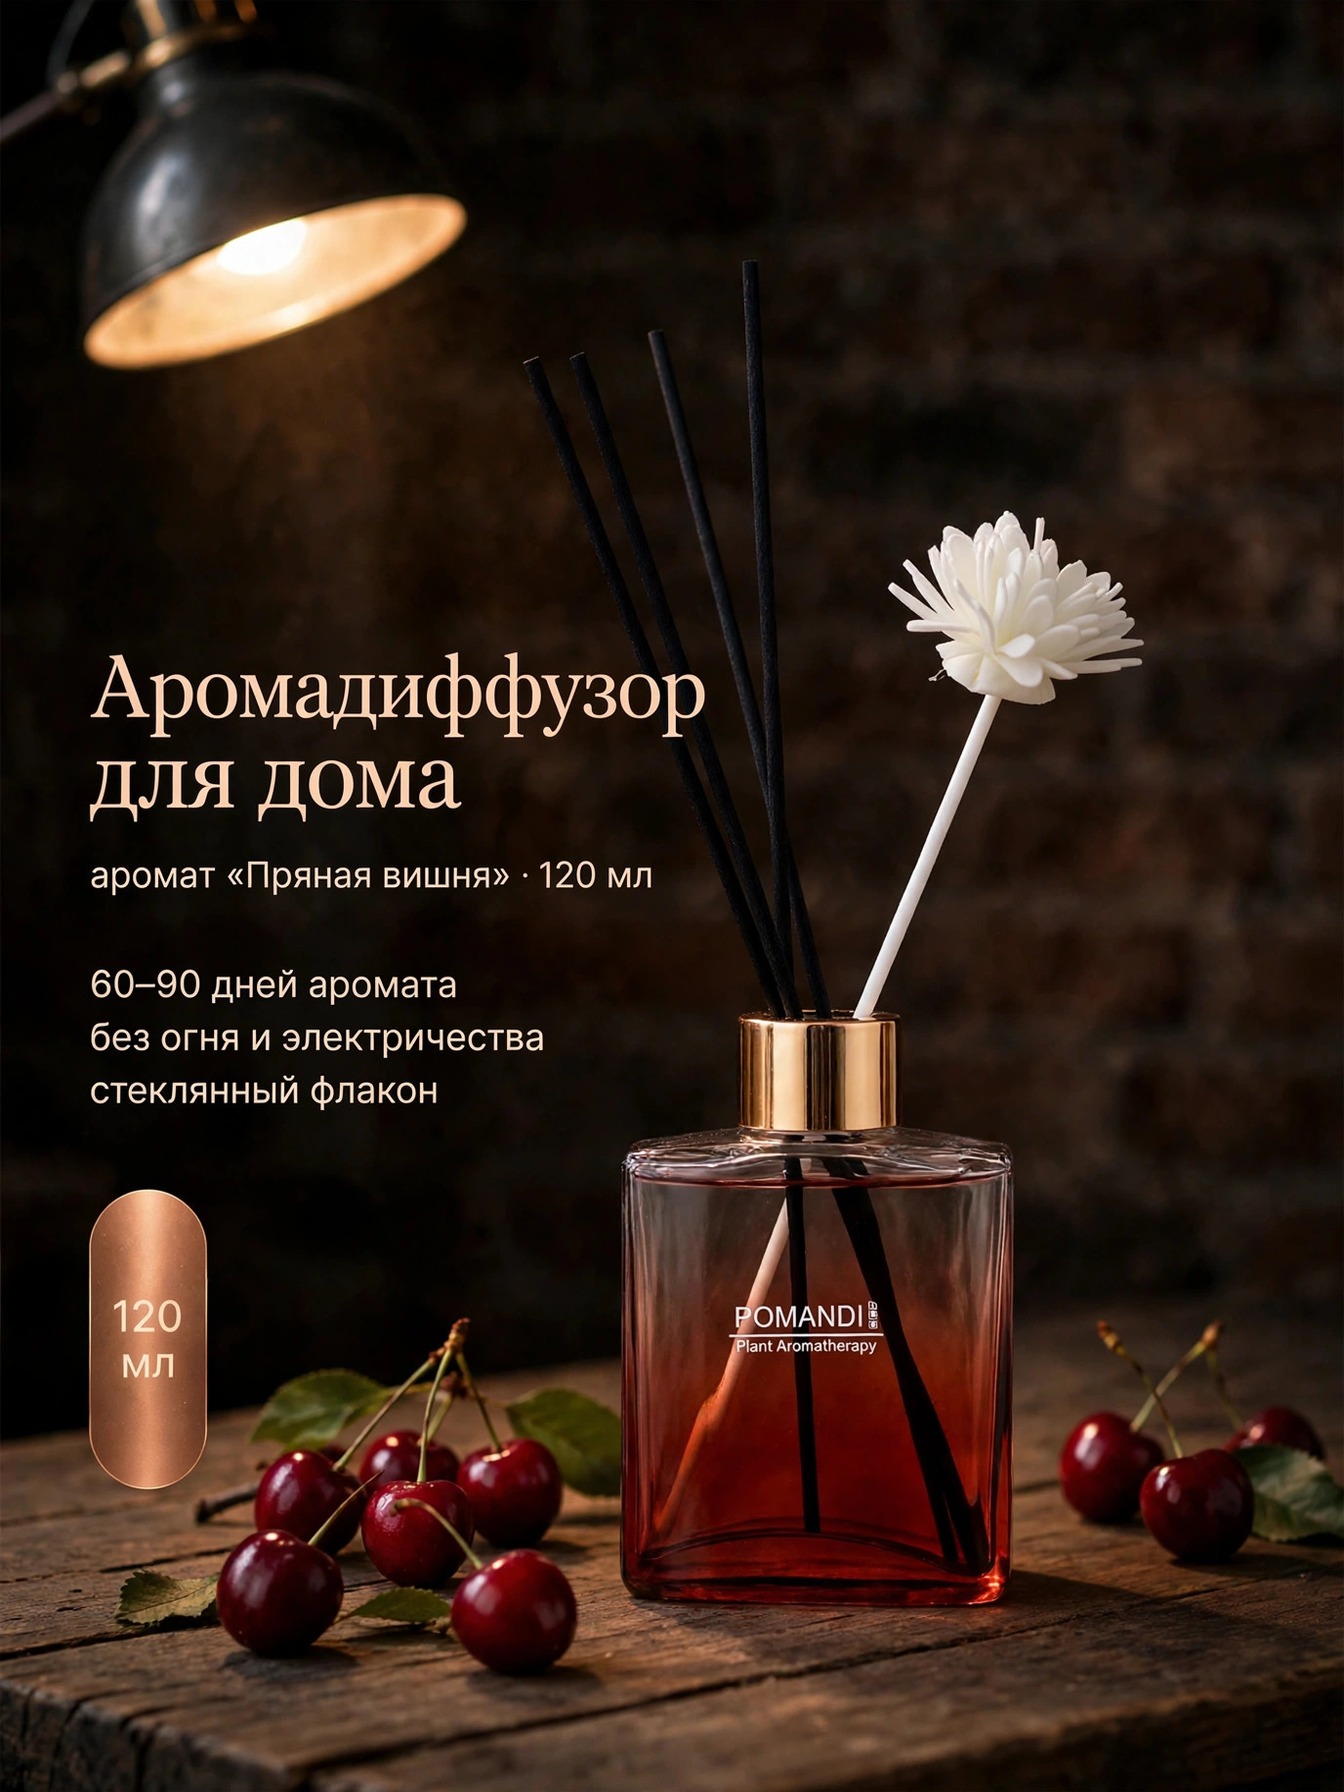 Аромадиффузор
для дома
аромат «Пряная вишня» · 120 мл
60–90 дней аромата
без огня и электричества
стеклянный флакон
120
мл
POMANDI
Plant Aromatherapy